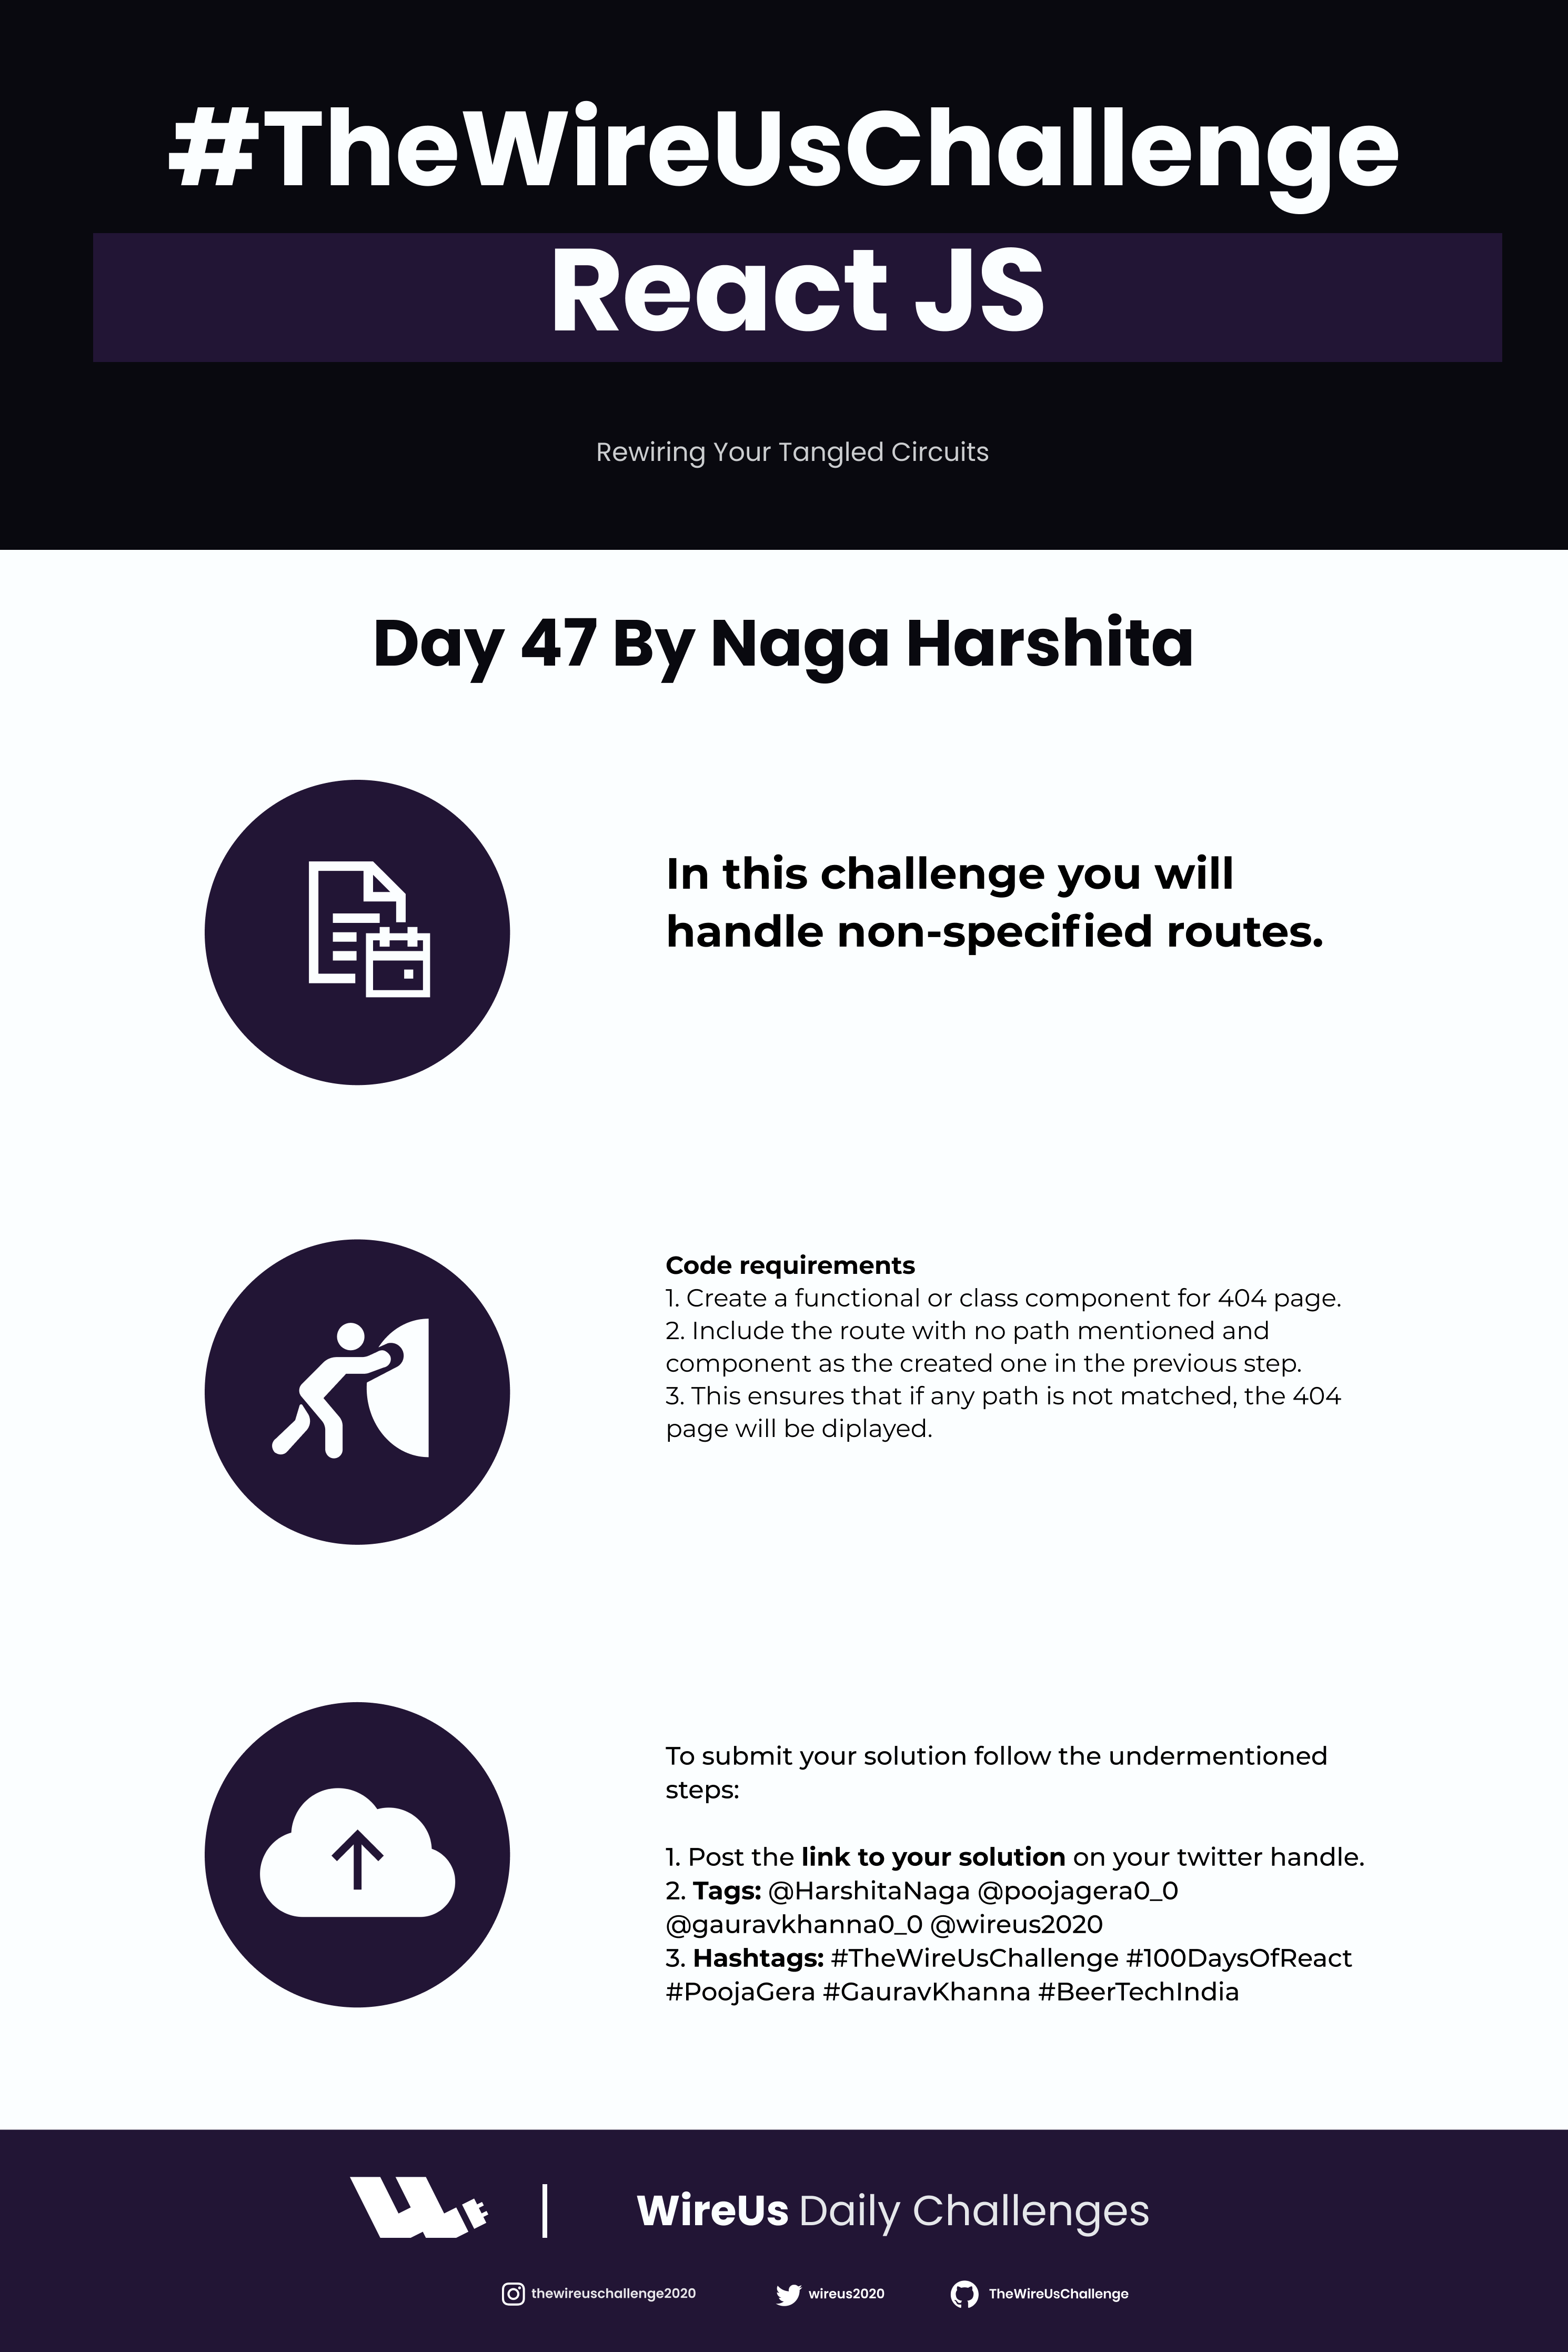 #TheWireUsChallenge
React JS
Rewiring Your Tangled Circuits
Day 47 By Naga Harshita
In this challenge you will
handle non-specified routes.
Code requirements
1. Create a functional or class component for 404 page.
2. Include the route with no path mentioned and
component as the created one in the previous step.
3. This ensures that if any path is not matched, the 404
page will be diplayed.
To submit your solution follow the undermentioned
steps:
1. Post the link to your solution on your twitter handle.
2. Tags: @HarshitaNaga @poojagera0_0
@gauravkhanna0_0 @wireus2020
3. Hashtags: #TheWireUsChallenge #100DaysOfReact
#PoojaGera #GauravKhanna #BeerTechIndia
WireUs Daily Challenges
thewireuschallenge2020 wireus2020 TheWireUsChallenge